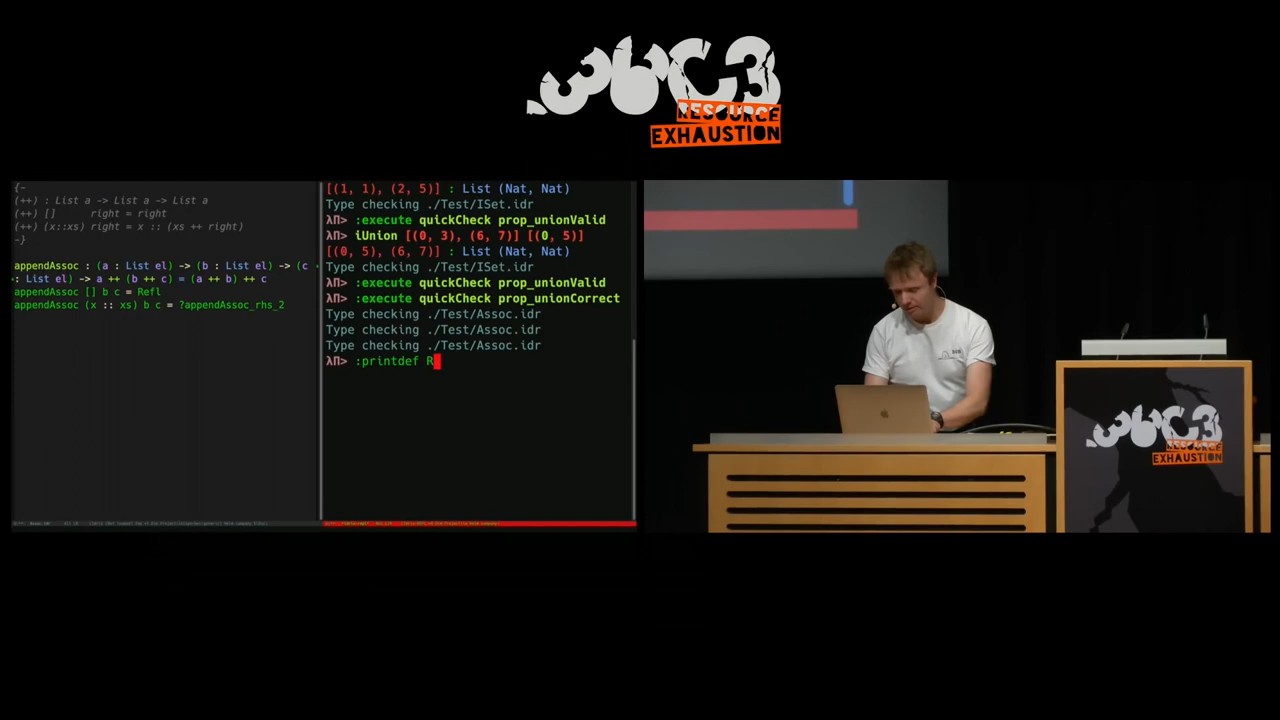 36C3
RESOURCE
EXHAUSTION
{-
(++) : List a -> List a -> List a
(++) []      right = right
(++) (x::xs) right = x :: (xs ++ right)
-}
appendAssoc : (a : List el) -> (b : List el) -> (c
: List el) -> a ++ (b ++ c) = (a ++ b) ++ c
appendAssoc [] b c = Refl
appendAssoc (x :: xs) b c = ?appendAssoc_rhs_2
[(1, 1), (2, 5)] : List (Nat, Nat)
Type checking ./Test/ISet.idr
λΠ> :execute quickCheck prop_unionValid
λΠ> iUnion [(0, 3), (6, 7)] [(0, 5)]
[(0, 5), (6, 7)] : List (Nat, Nat)
Type checking ./Test/ISet.idr
λΠ> :execute quickCheck prop_unionValid
λΠ> :execute quickCheck prop_unionCorrect
Type checking ./Test/Assoc.idr
Type checking ./Test/Assoc.idr
Type checking ./Test/Assoc.idr
λΠ> :printdef R
36C3
RESOURCE
EXHAUSTION